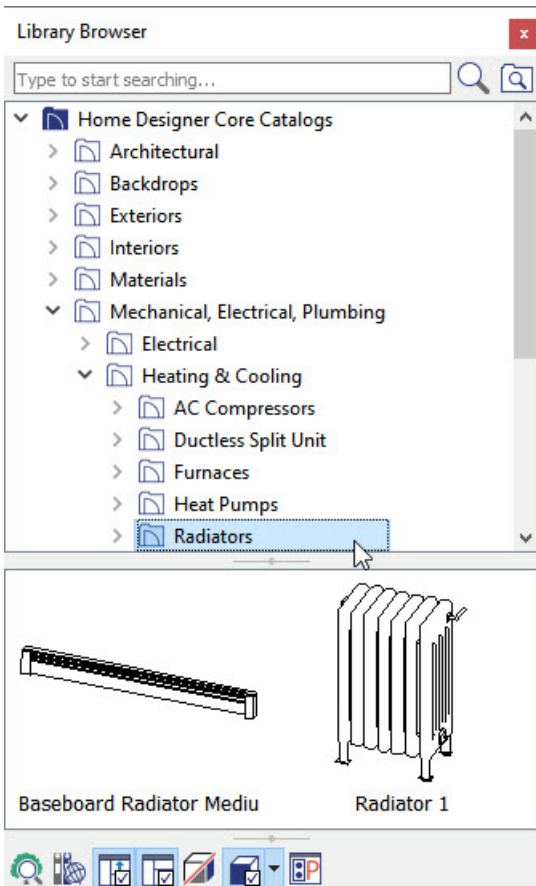 Library Browser
x
Type to start searching...
Home Designer Core Catalogs
Architectural
Backdrops
Exteriors
Interiors
Materials
Mechanical, Electrical, Plumbing
Electrical
Heating & Cooling
AC Compressors
Ductless Split Unit
Furnaces
Heat Pumps
Radiators
Baseboard Radiator Mediu
Radiator 1
P